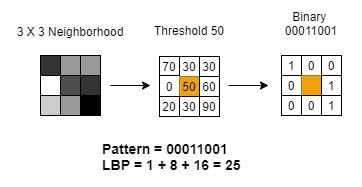 3 X 3 Neighborhood
Threshold 50
Binary
00011001
70 30 30
0 50 60
20 30 90
1 0 0
0 1
0 0 1
Pattern = 00011001
LBP = 1 + 8 + 16 = 25